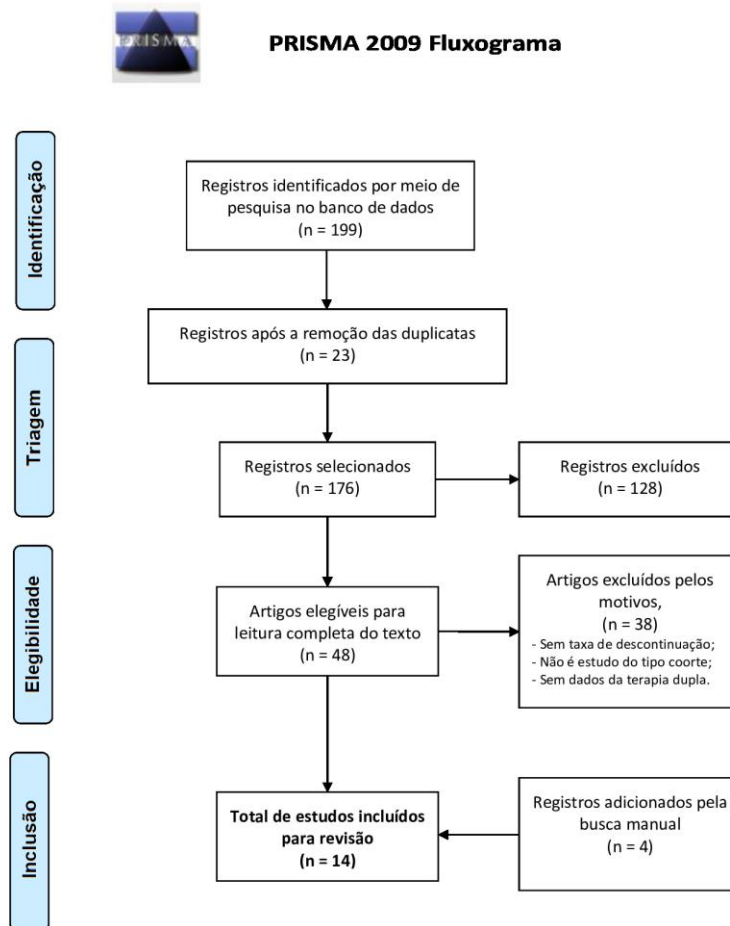 PRISMA
PRISMA 2009 Fluxograma
Identificação
Registros identificados por meio de
pesquisa no banco de dados
(n = 199)
Registros após a remoção das duplicatas
(n = 23)
Triagem
Registros selecionados
(n = 176)
Registros excluídos
(n = 128)
Elegibilidade
Artigos elegíveis para
leitura completa do texto
(n = 48)
Artigos excluídos pelos
motivos,
(n = 38)
- Sem taxa de descontinuação;
- Não é estudo do tipo coorte;
- Sem dados da terapia dupla.
Inclusão
Total de estudos incluídos
para revisão
(n = 14)
Registros adicionados pela
busca manual
(n = 4)